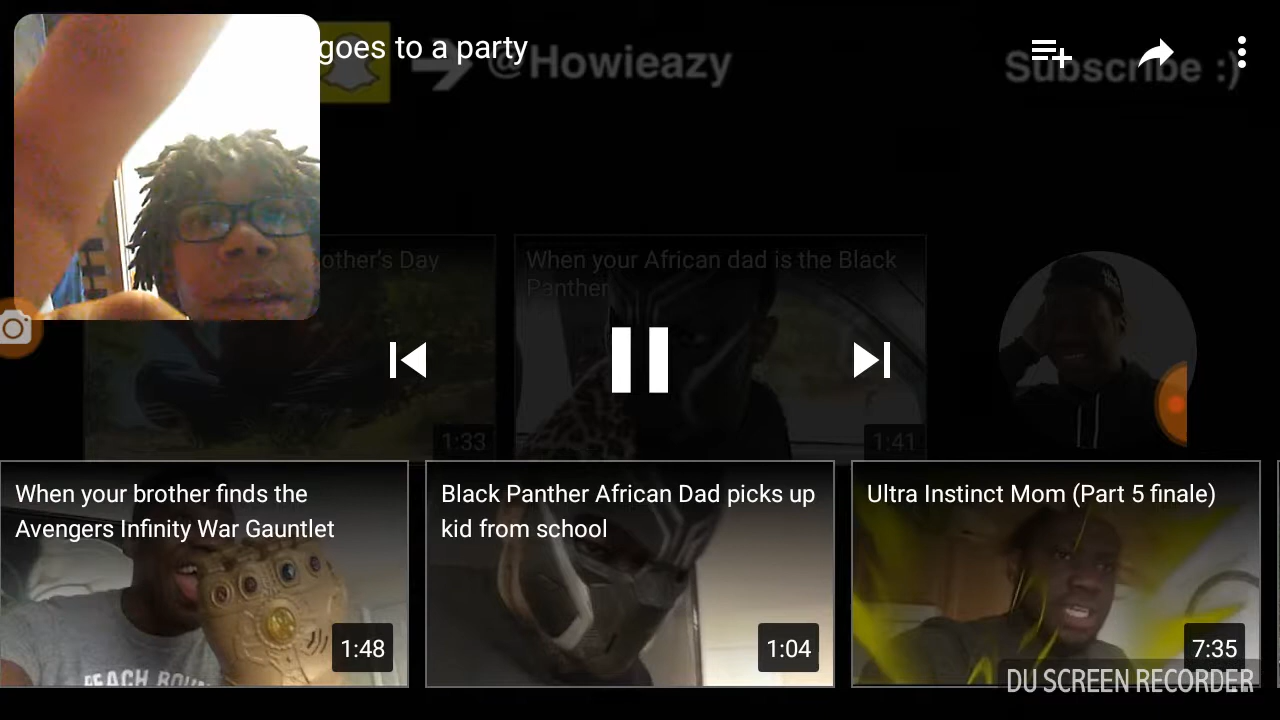 goes to a party
@Howieazy
Subscribe :)
other's Day
When your African dad is the Black
Panther
1:33
1:41
When your brother finds the
Avengers Infinity War Gauntlet
1:48
Black Panther African Dad picks up
kid from school
1:04
Ultra Instinct Mom (Part 5 finale)
7:35
DU SCREEN RECORDER